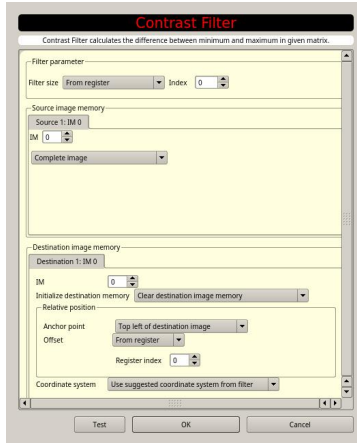 Contrast Filter
Contrast Filter calculates the difference between minimum and maximum in given matrix.
Filter parameter
Filter size From register Index 0
Source image memory
Source 1: IM 0
IM 0
Complete image
Destination image memory
Destination 1: IM 0
IM 0
Initialize destination memory Clear destination image memory
Relative position
Anchor point Top left of destination image
Offset From register
Register index 0
Coordinate system Use suggested coordinate system from filter
Test OK Cancel